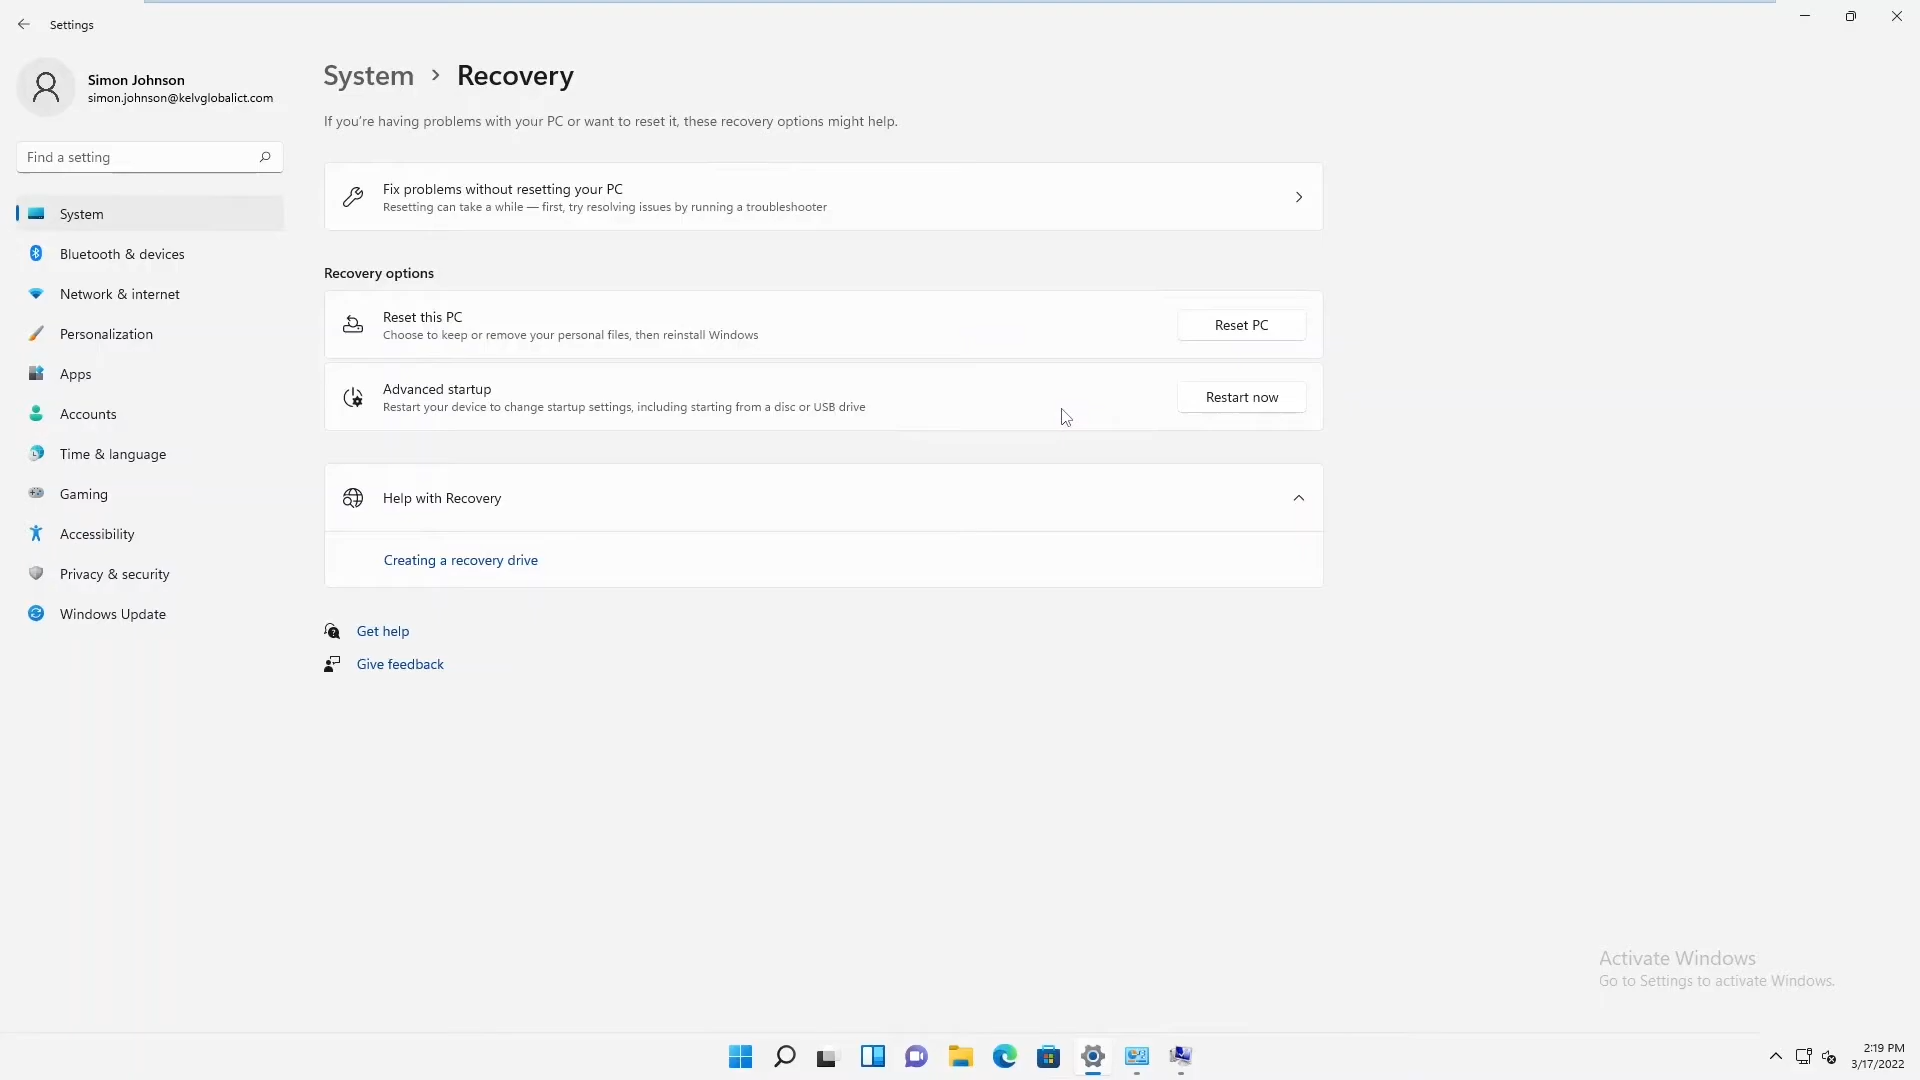 Settings
Simon Johnson
simon.johnson@kelvglobalict.com
Find a setting
System
Bluetooth & devices
Network & internet
Personalization
Apps
Accounts
Time & language
Gaming
Accessibility
Privacy & security
Windows Update
System > Recovery
If you're having problems with your PC or want to reset it, these recovery options might help.
Fix problems without resetting your PC
Resetting can take a while — first, try resolving issues by running a troubleshooter
Recovery options
Reset this PC
Choose to keep or remove your personal files, then reinstall Windows
Reset PC
Advanced startup
Restart your device to change startup settings, including starting from a disc or USB drive
Restart now
Help with Recovery
Creating a recovery drive
Get help
Give feedback
Activate Windows
Go to Settings to activate Windows.
2:19 PM
3/17/2022